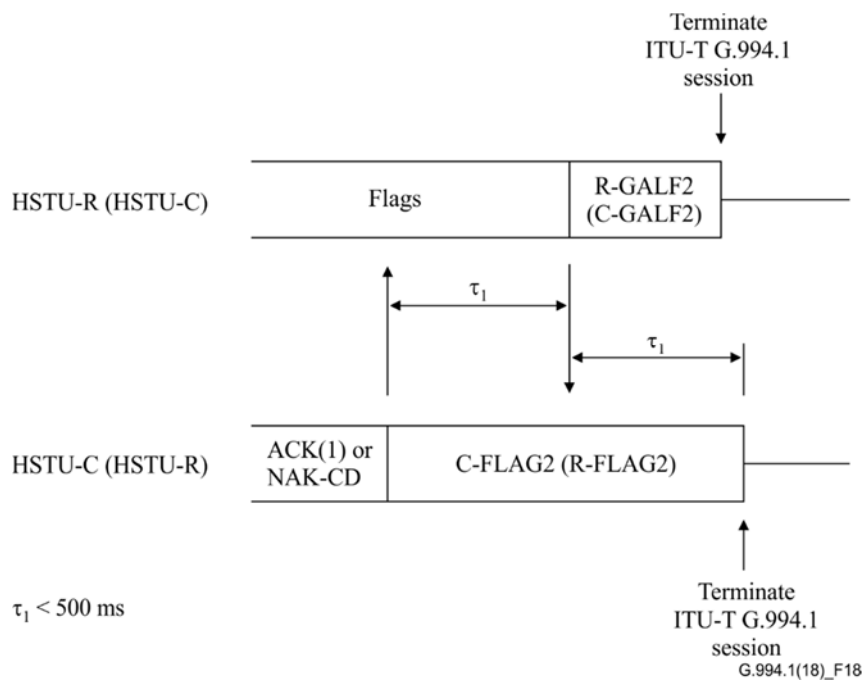 Terminate
ITU-T G.994.1
session
HSTU-R (HSTU-C)
Flags
R-GALF2
(C-GALF2)
τ1
τ1
HSTU-C (HSTU-R)
ACK(1) or
NAK-CD
C-FLAG2 (R-FLAG2)
τ1 < 500 ms
Terminate
ITU-T G.994.1
session
G.994.1(18)_F18